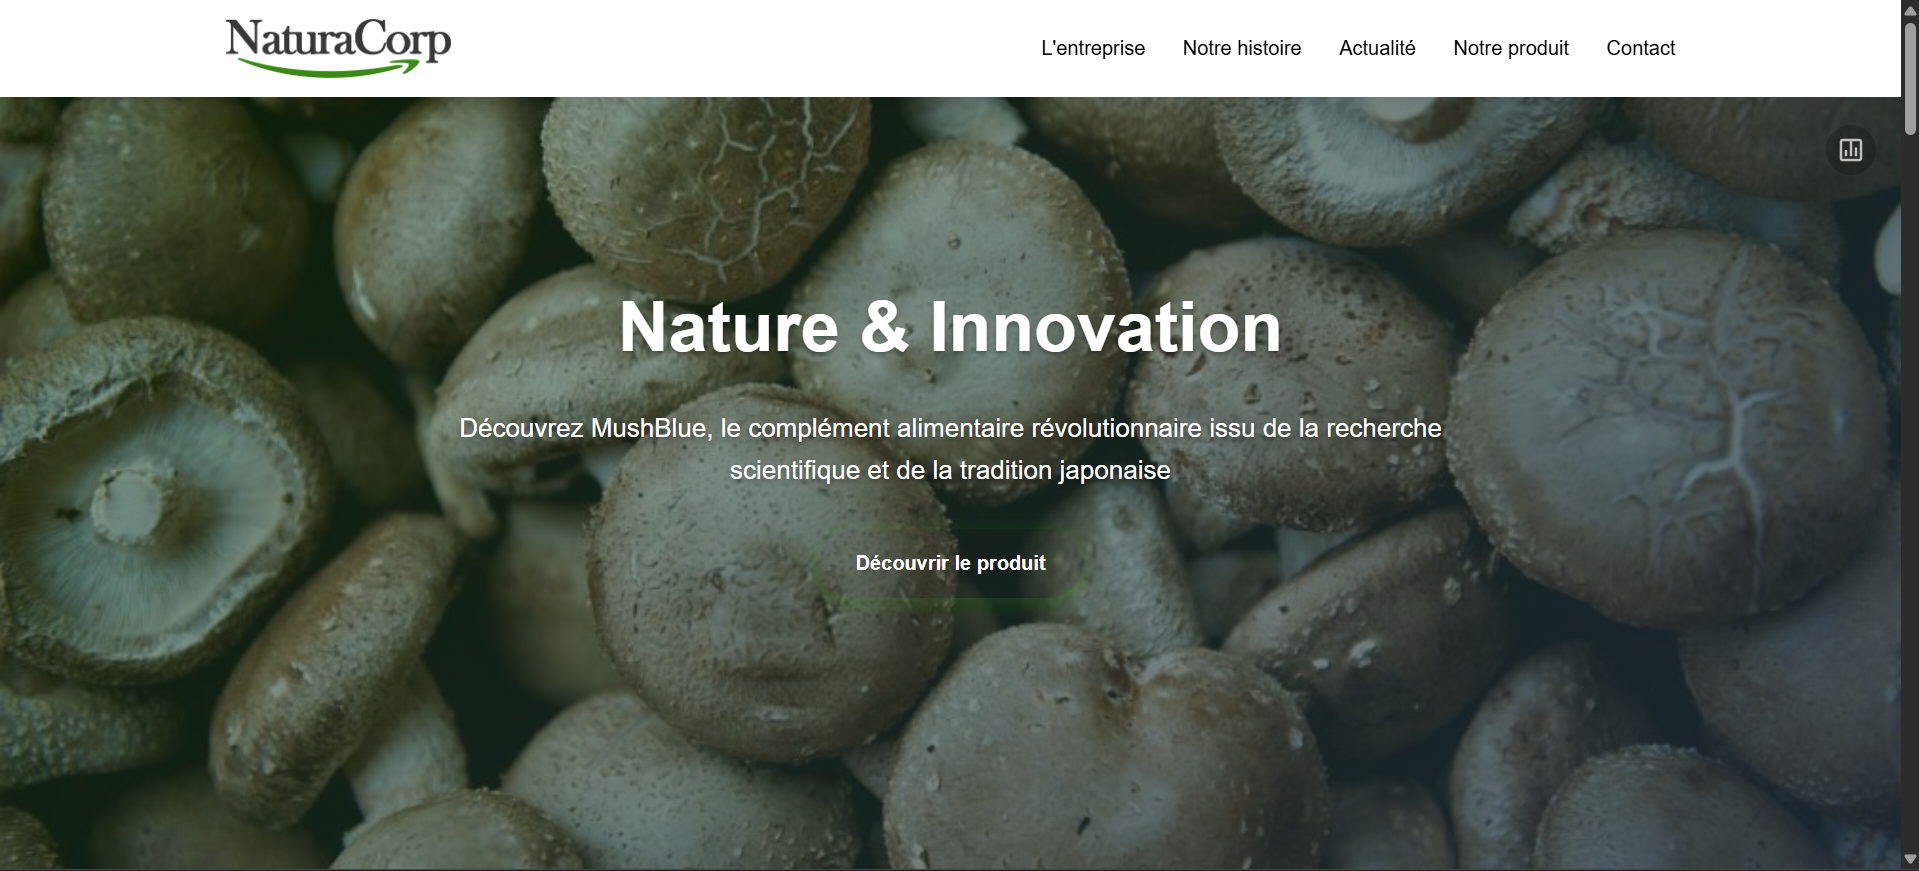 NaturaCorp
L'entreprise
Notre histoire
Actualité
Notre produit
Contact
Nature & Innovation
Découvrez MushBlue, le complément alimentaire révolutionnaire issu de la recherche
scientifique et de la tradition japonaise
Découvrir le produit